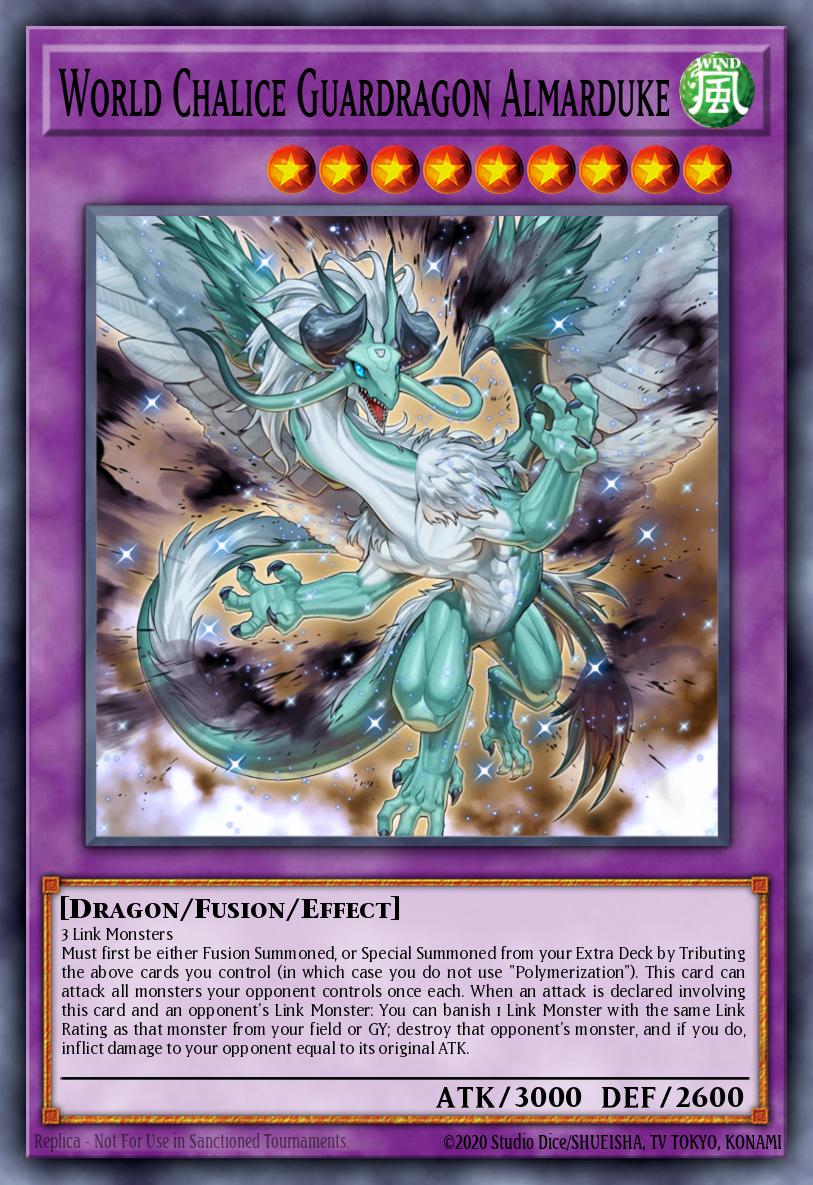 World Chalice Guardragon Almarduke
WIND
風
[Dragon/Fusion/Effect]
3 Link Monsters
Must first be either Fusion Summoned, or Special Summoned from your Extra Deck by Tributing
the above cards you control (in which case you do not use "Polymerization"). This card can
attack all monsters your opponent controls once each. When an attack is declared involving
this card and an opponent's Link Monster: You can banish 1 Link Monster with the same Link
Rating as that monster from your field or GY; destroy that opponent's monster, and if you do,
inflict damage to your opponent equal to its original ATK.
ATK/3000 DEF/2600
Replica - Not For Use in Sanctioned Tournaments.
©2020 Studio Dice/SHUEISHA, TV TOKYO, KONAMI